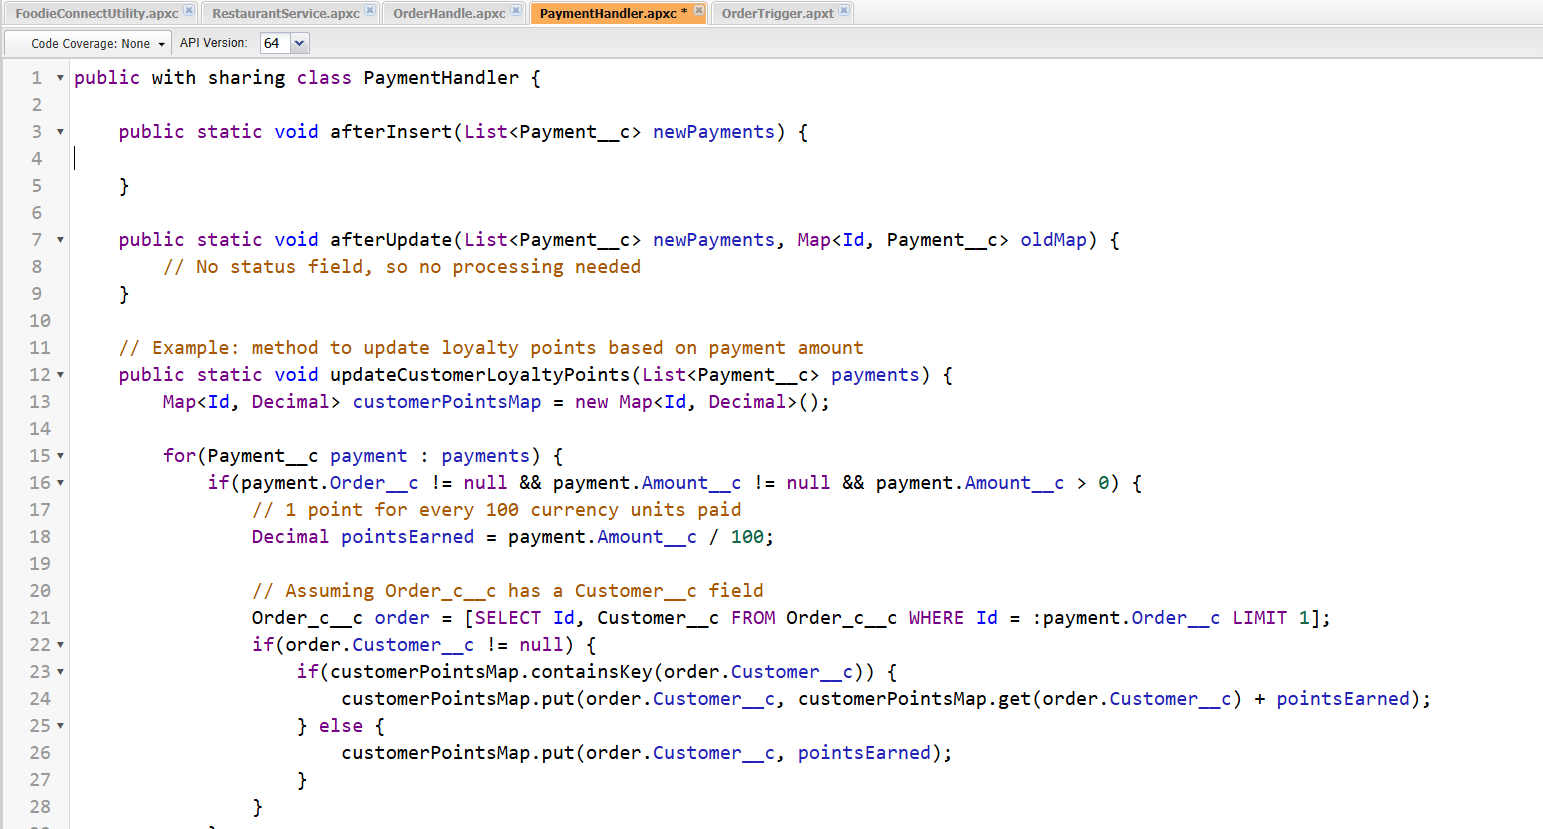 FoodieConnectUtility.apxc RestaurantService.apxc OrderHandle.apxc PaymentHandler.apxc * OrderTrigger.apxt
Code Coverage: None API Version: 64
1 public with sharing class PaymentHandler {
2
3 public static void afterInsert(List<Payment__c> newPayments) {
4
5 }
6
7 public static void afterUpdate(List<Payment__c> newPayments, Map<Id, Payment__c> oldMap) {
8 // No status field, so no processing needed
9 }
10
11 // Example: method to update loyalty points based on payment amount
12 public static void updateCustomerLoyaltyPoints(List<Payment__c> payments) {
13 Map<Id, Decimal> customerPointsMap = new Map<Id, Decimal>();
14
15 for(Payment__c payment : payments) {
16 if(payment.Order__c != null && payment.Amount__c != null && payment.Amount__c > 0) {
17 // 1 point for every 100 currency units paid
18 Decimal pointsEarned = payment.Amount__c / 100;
19
20 // Assuming Order_c__c has a Customer__c field
21 Order_c__c order = [SELECT Id, Customer__c FROM Order_c__c WHERE Id = :payment.Order__c LIMIT 1];
22 if(order.Customer__c != null) {
23 if(customerPointsMap.containsKey(order.Customer__c)) {
24 customerPointsMap.put(order.Customer__c, customerPointsMap.get(order.Customer__c) + pointsEarned);
25 } else {
26 customerPointsMap.put(order.Customer__c, pointsEarned);
27 }
28 }